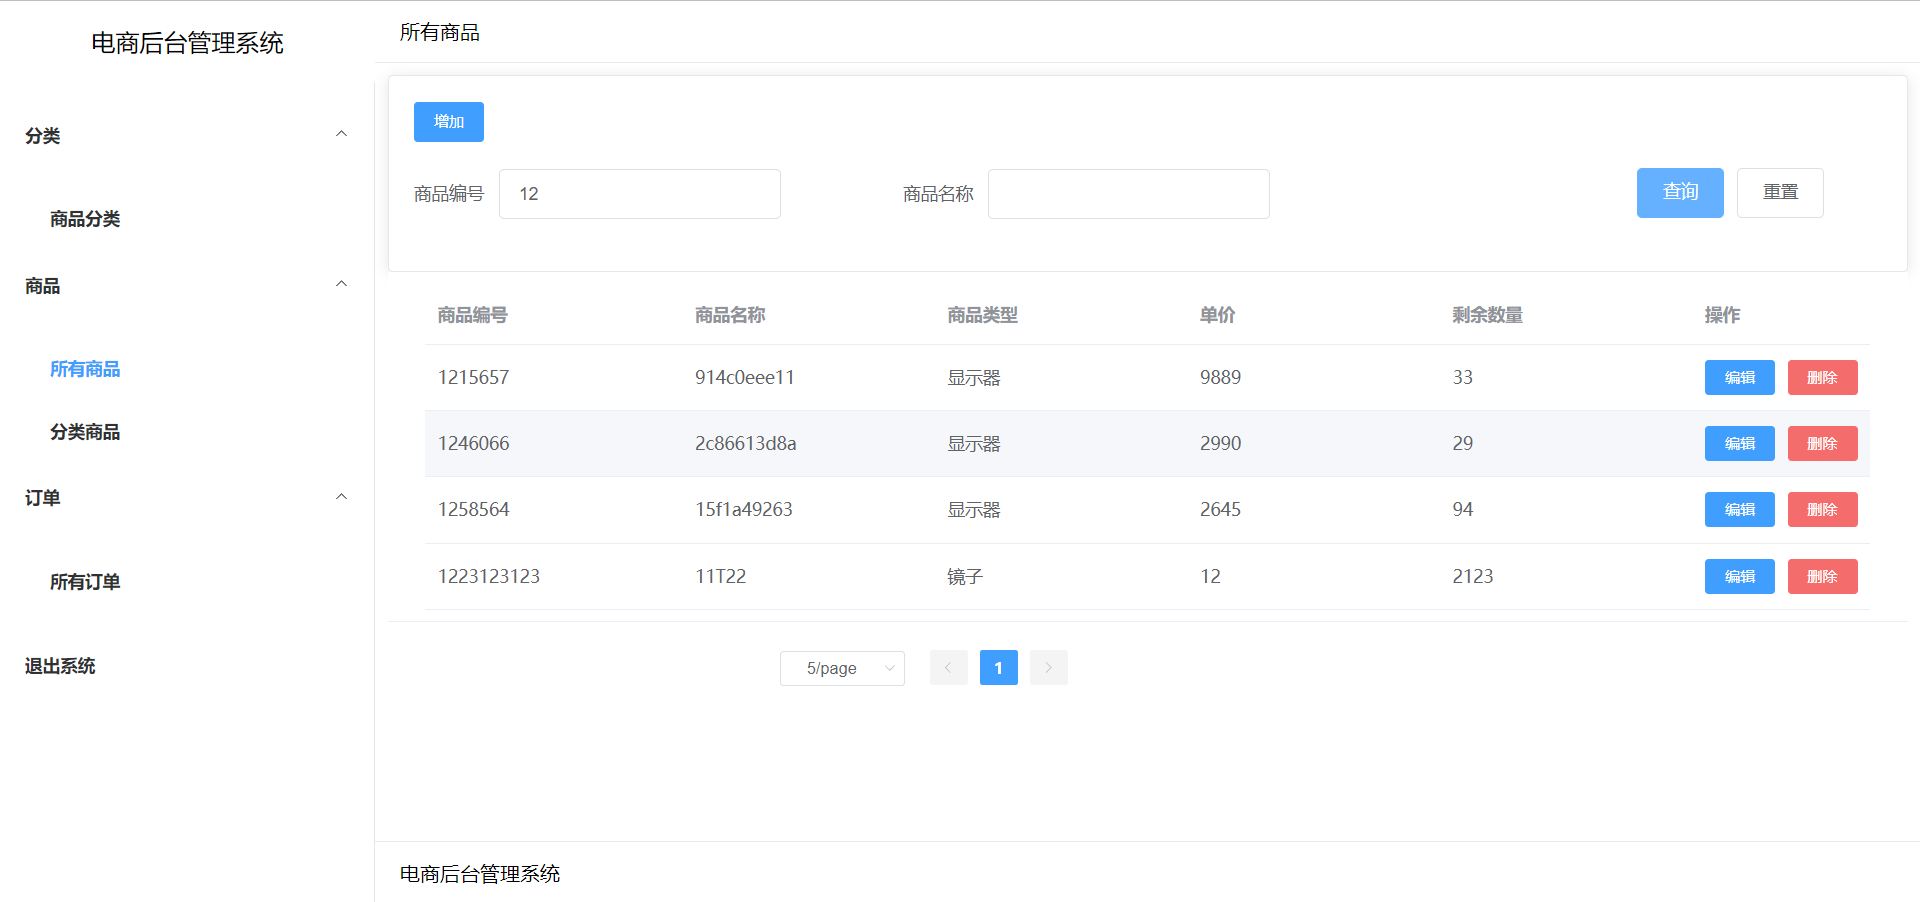 电商后台管理系统
分类
商品分类
商品
所有商品
分类商品
订单
所有订单
退出系统
所有商品
增加
商品编号 12 商品名称 查询 重置
商品编号 商品名称 商品类型 单价 剩余数量 操作
1215657 914c0eee11 显示器 9889 33 编辑 删除
1246066 2c86613d8a 显示器 2990 29 编辑 删除
1258564 15f1a49263 显示器 2645 94 编辑 删除
1223123123 11T22 镜子 12 2123 编辑 删除
5/page 1
电商后台管理系统